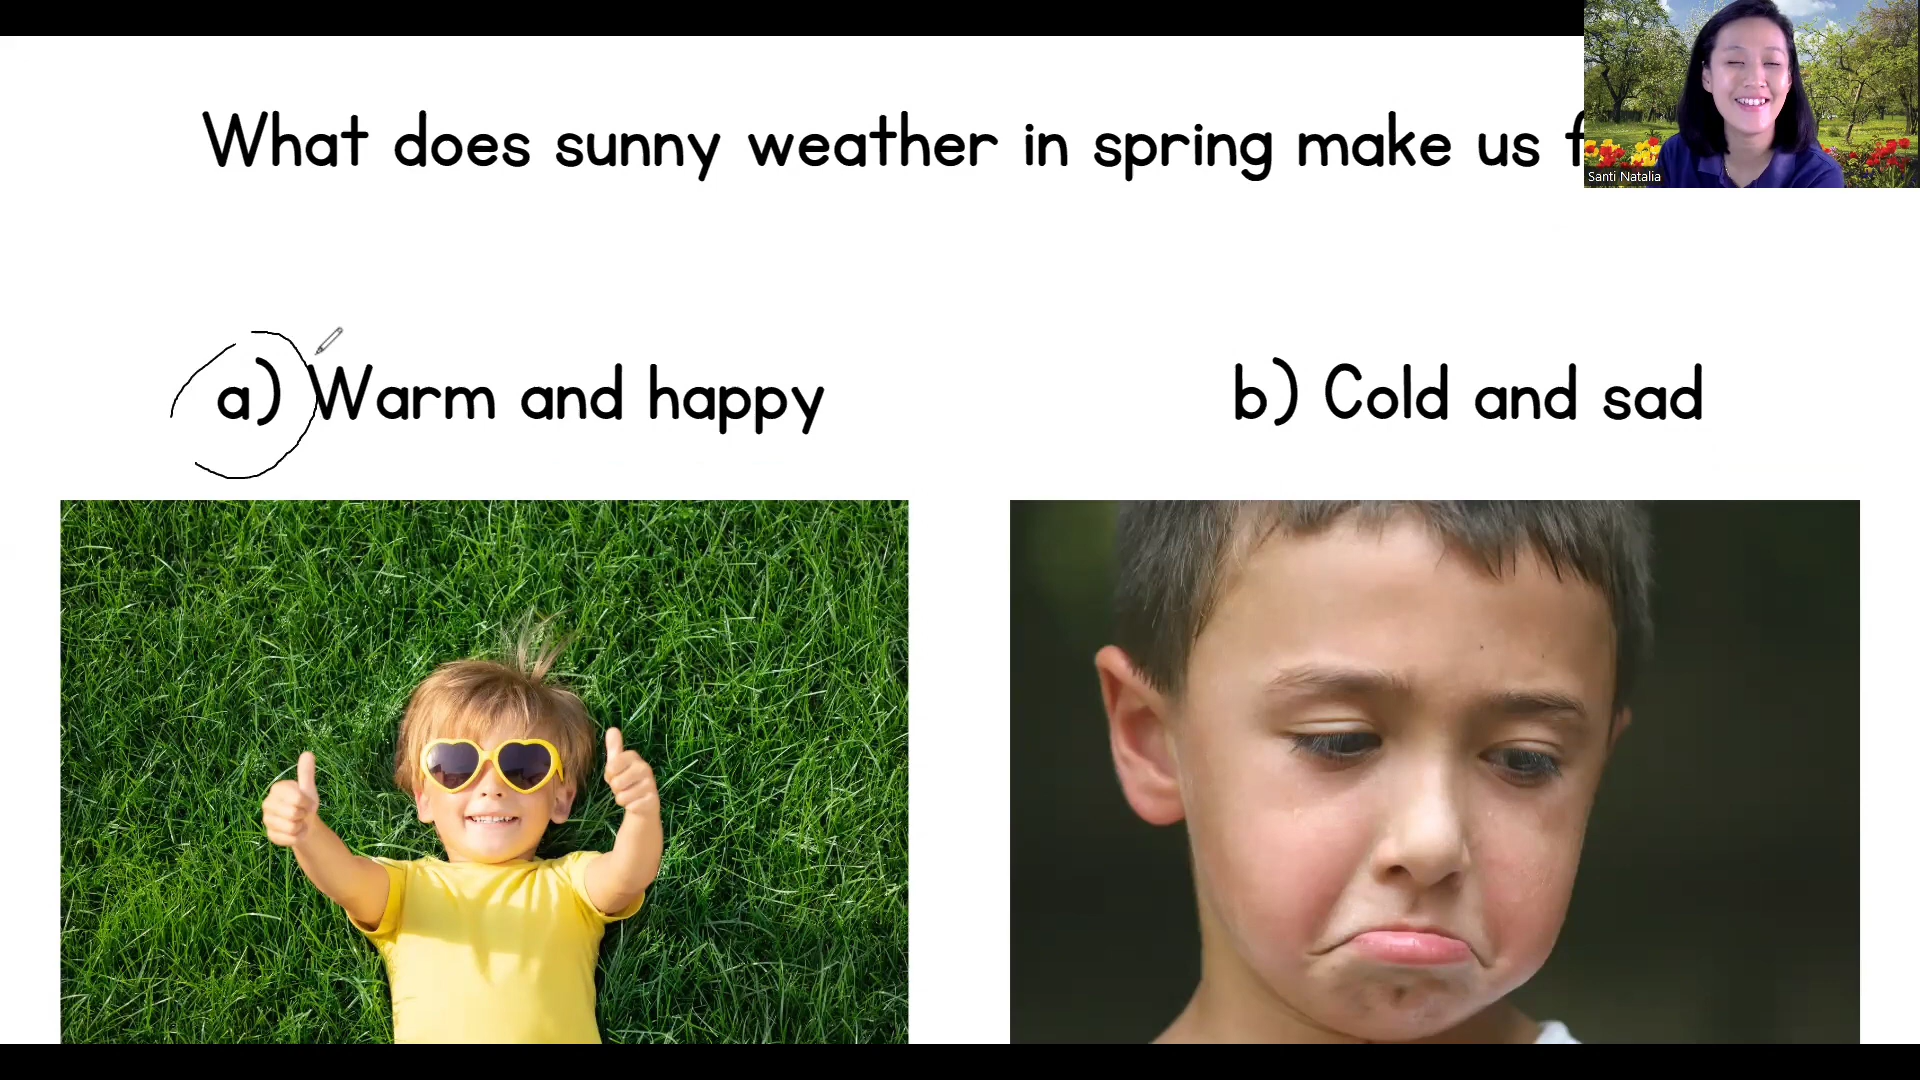 What does sunny weather in spring make us f
Santi Natalia
a) Warm and happy
b) Cold and sad